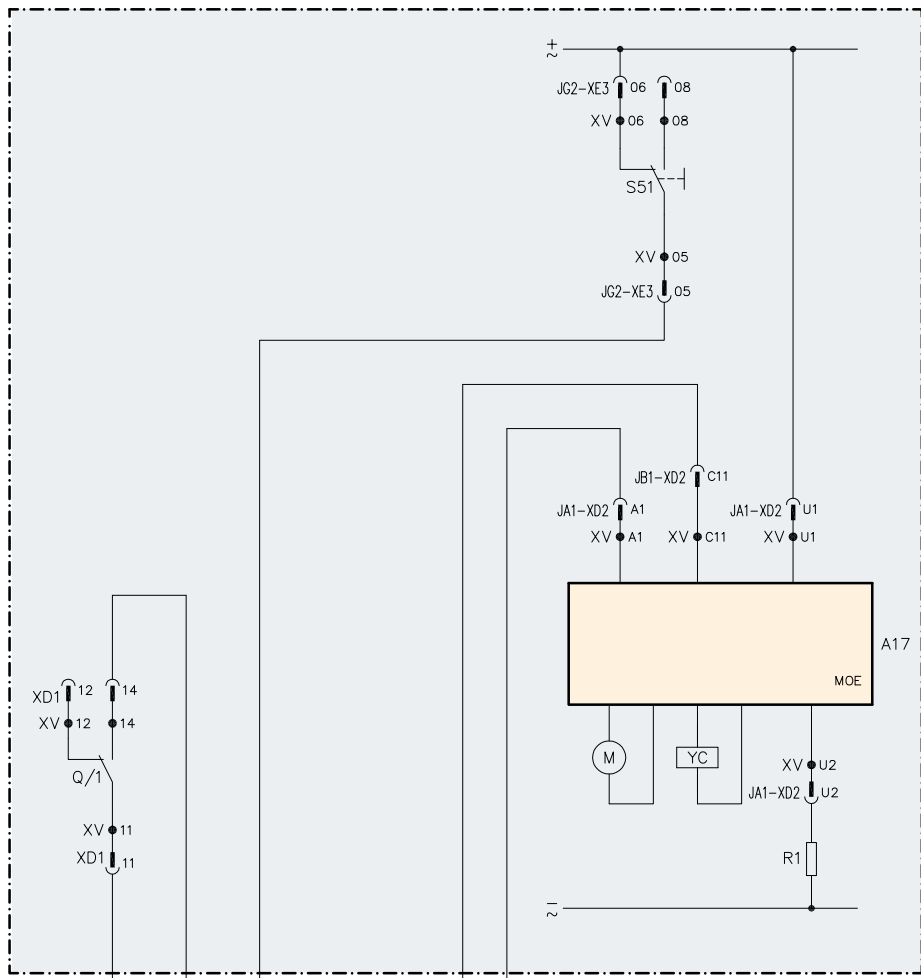 +
~
JG2-XE3 06 08
XV 06 08
S51
XV 05
JG2-XE3 05
JB1-XD2 C11
JA1-XD2 A1 JA1-XD2 U1
XV A1 XV C11 XV U1
A17
MOE
XD1 12 14
XV 12 14
Q/1
M YC
XV U2
JA1-XD2 U2
XV 11
XD1 11
R1
–
~